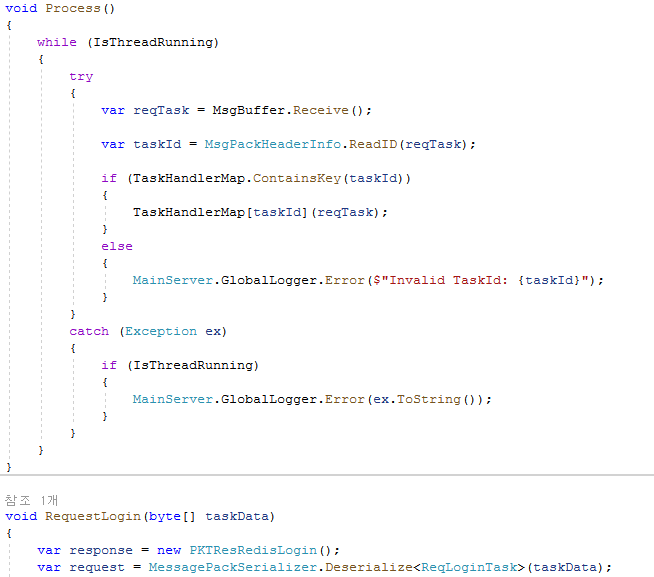 void Process()
{
while (IsThreadRunning)
{
try
{
var reqTask = MsgBuffer.Receive();
var taskId = MsgPackHeaderInfo.ReadID(reqTask);
if (TaskHandlerMap.ContainsKey(taskId))
{
TaskHandlerMap[taskId](reqTask);
}
else
{
MainServer.GlobalLogger.Error($"Invalid TaskId: {taskId}");
}
}
catch (Exception ex)
{
if (IsThreadRunning)
{
MainServer.GlobalLogger.Error(ex.ToString());
}
}
}
}
참조 1개
void RequestLogin(byte[] taskData)
{
var response = new PKTResRedisLogin();
var request = MessagePackSerializer.Deserialize<ReqLoginTask>(taskData);